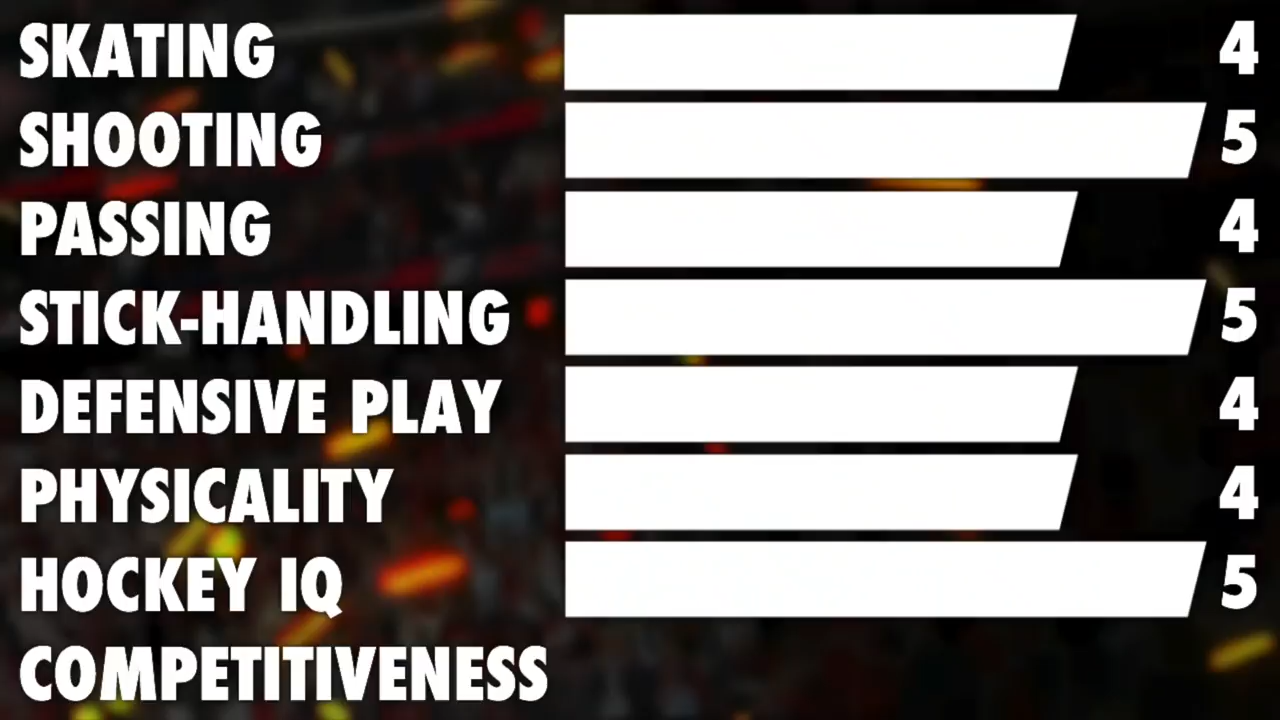 SKATING 4
SHOOTING 5
PASSING 4
STICK-HANDLING 5
DEFENSIVE PLAY 4
PHYSICALITY 4
HOCKEY IQ 5
COMPETITIVENESS